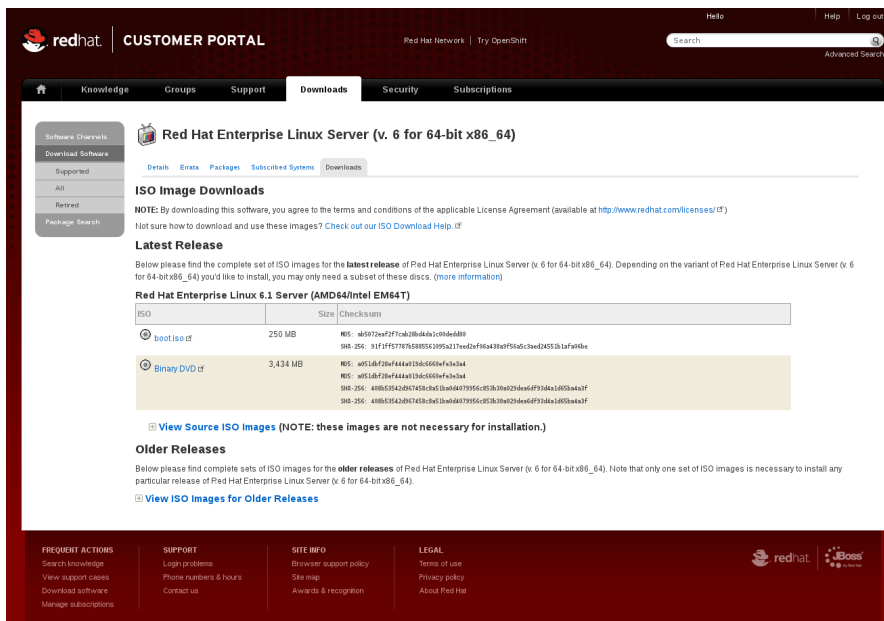 Hello Help Log out
redhat. CUSTOMER PORTAL Red Hat Network Try OpenShift Search
Advanced Search
Knowledge Groups Support Downloads Security Subscriptions
Software Channels
Download Software
Supported
All
Retired
Package Search
Red Hat Enterprise Linux Server (v. 6 for 64-bit x86_64)
Details Errata Packages Subscribed Systems Downloads
ISO Image Downloads
NOTE: By downloading this software, you agree to the terms and conditions of the applicable License Agreement (available at http://www.redhat.com/licenses/ )
Not sure how to download and use these images? Check out our ISO Download Help.
Latest Release
Below please find the complete set of ISO images for the latest release of Red Hat Enterprise Linux Server (v. 6 for 64-bit x86_64). Depending on the variant of Red Hat Enterprise Linux Server (v. 6
for 64-bit x86_64) you'd like to install, you may only need a subset of these discs. (more information)
Red Hat Enterprise Linux 6.1 Server (AMD64/Intel EM64T)
ISO Size Checksum
boot.iso 250 MB MD5:
SHA-256:
Binary DVD 3,434 MB MD5:
MD5:
SHA-256:
SHA-256:
View Source ISO Images (NOTE: these images are not necessary for installation.)
Older Releases
Below please find complete sets of ISO images for the older releases of Red Hat Enterprise Linux Server (v. 6 for 64-bit x86_64). Note that only one set of ISO images is necessary to install any
particular release of Red Hat Enterprise Linux Server (v. 6 for 64-bit x86_64).
View ISO Images for Older Releases
FREQUENT ACTIONS
Search knowledge
View support cases
Download software
Manage subscriptions
SUPPORT
Login problems
Phone numbers & hours
Contact us
SITE INFO
Browser support policy
Site map
Awards & recognition
LEGAL
Terms of use
Privacy policy
About Red Hat
redhat. JBoss
by Red Hat